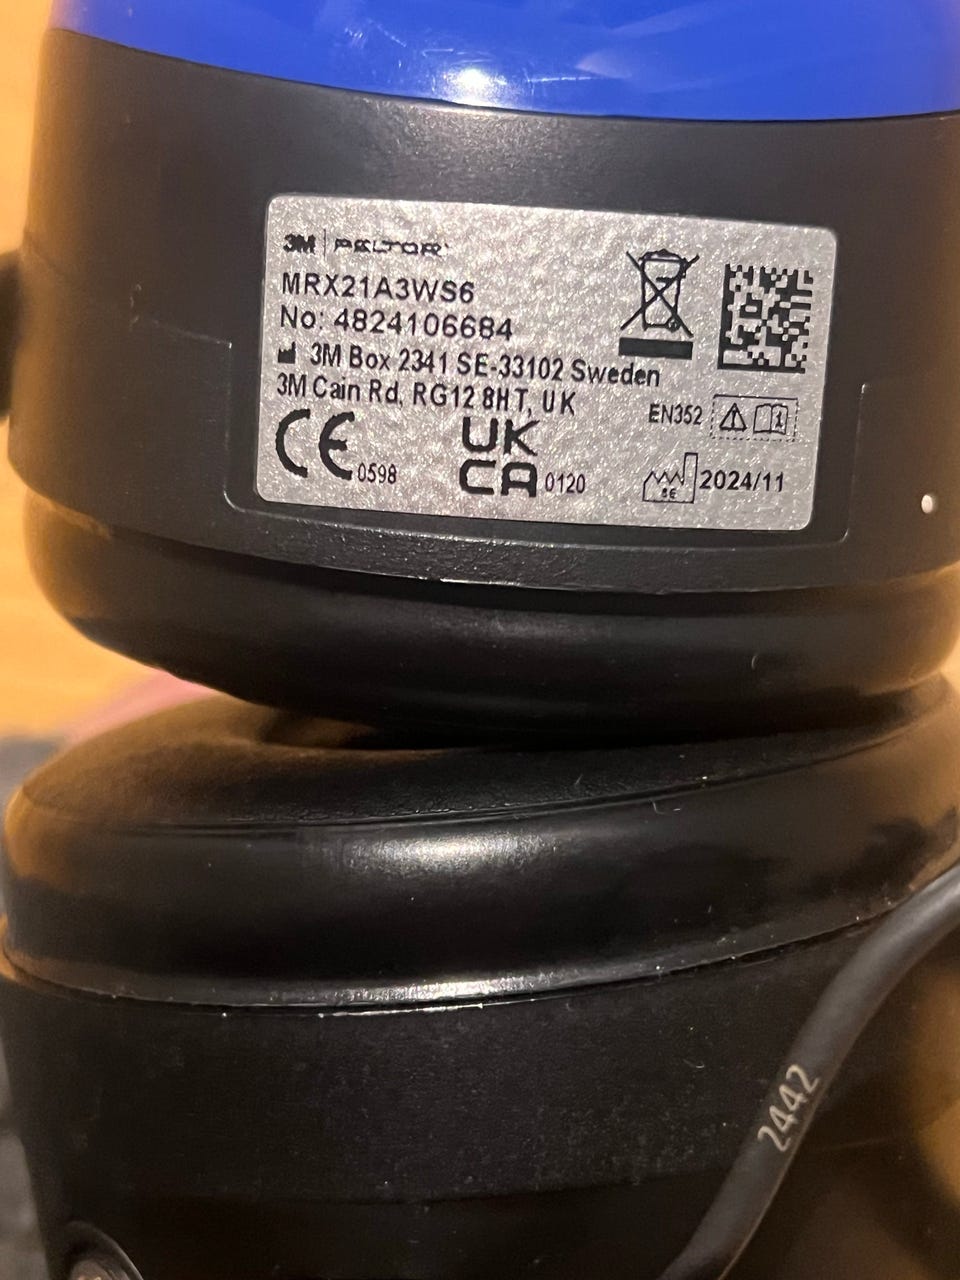 3M | PELTOR
MRX21A3WS6
No: 4824106684
3M Box 2341 SE-33102 Sweden
3M Cain Rd, RG12 8HT, UK
EN352
1
CE 0598
UK
CA 0120
SE
2024/11
2442